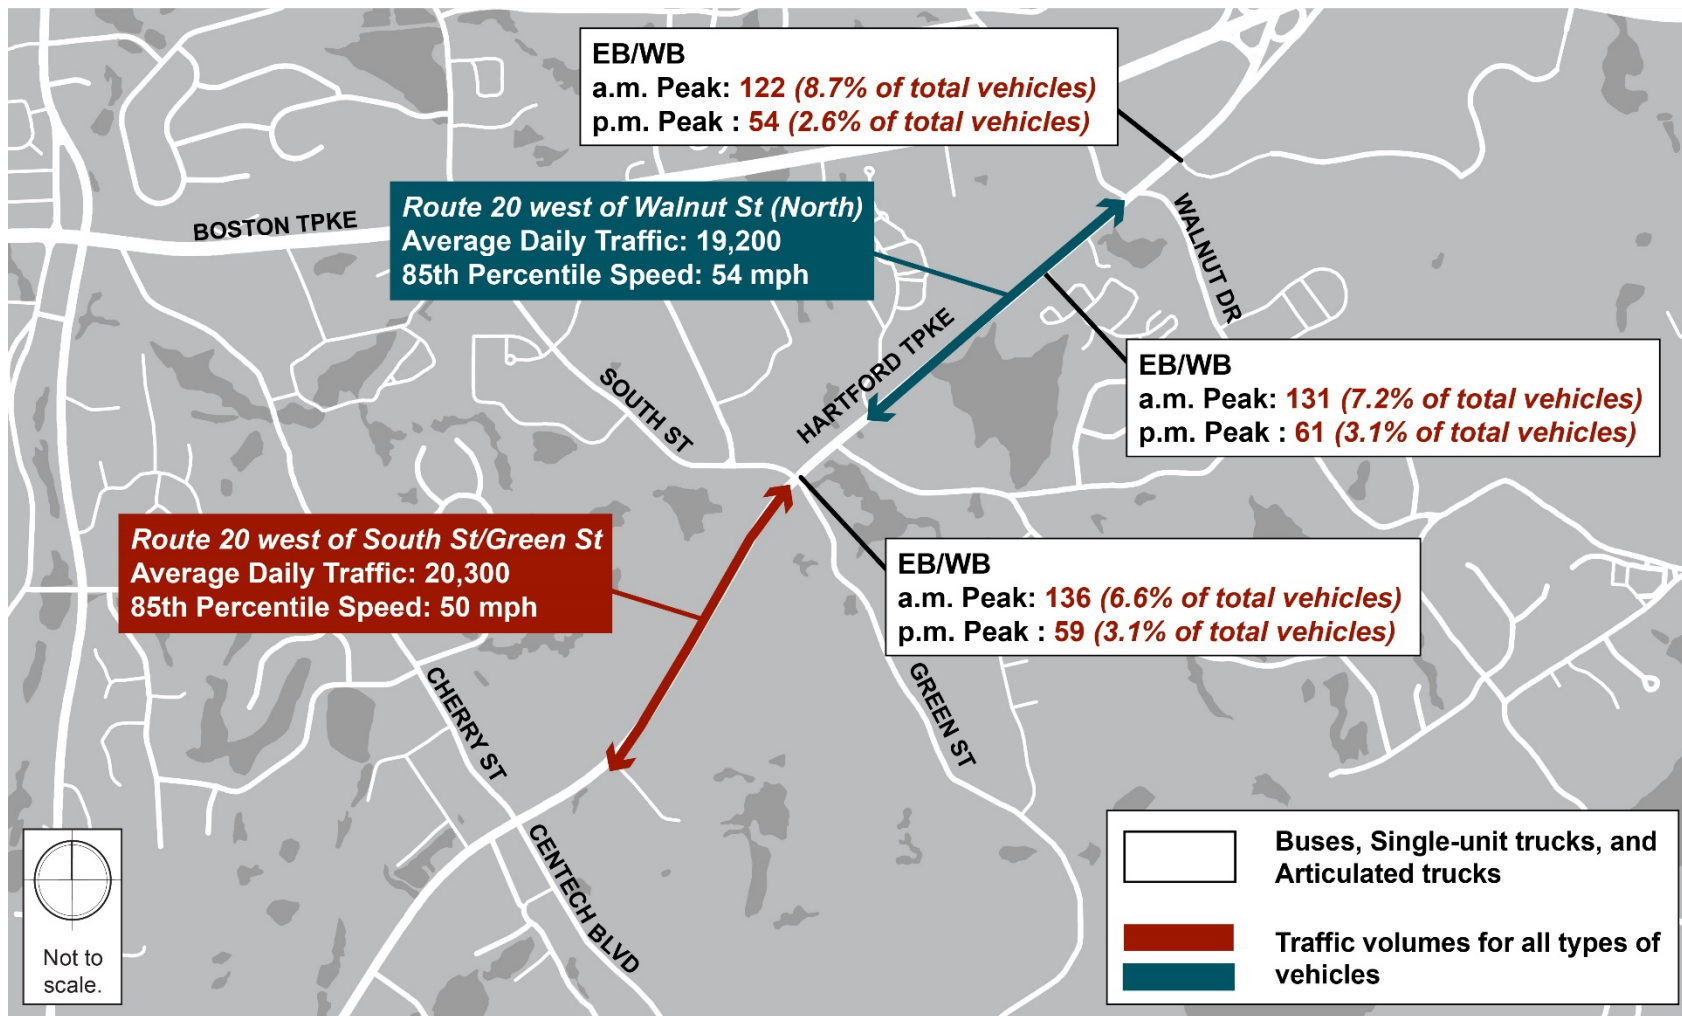 EB/WB
a.m. Peak: 122 (8.7% of total vehicles)
p.m. Peak : 54 (2.6% of total vehicles)
Route 20 west of Walnut St (North)
Average Daily Traffic: 19,200
85th Percentile Speed: 54 mph
BOSTON TPKE
WALNUT DR
HARTFORD TPKE
EB/WB
a.m. Peak: 131 (7.2% of total vehicles)
p.m. Peak : 61 (3.1% of total vehicles)
SOUTH ST
Route 20 west of South St/Green St
Average Daily Traffic: 20,300
85th Percentile Speed: 50 mph
EB/WB
a.m. Peak: 136 (6.6% of total vehicles)
p.m. Peak : 59 (3.1% of total vehicles)
CHERRY ST
GREEN ST
CENTECH BLVD
Not to
scale.
Buses, Single-unit trucks, and
Articulated trucks
Traffic volumes for all types of
vehicles